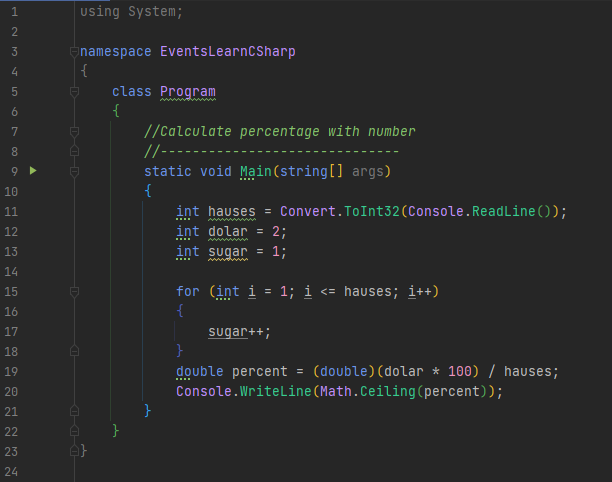 1 using System;
2
3 namespace EventsLearnCSharp
4 {
5 class Program
6 {
7 //Calculate percentage with number
8 //------------------------------
9 static void Main(string[] args)
10 {
11 int hauses = Convert.ToInt32(Console.ReadLine());
12 int dolar = 2;
13 int sugar = 1;
14
15 for (int i = 1; i <= hauses; i++)
16 {
17 sugar++;
18 }
19 double percent = (double)(dolar * 100) / hauses;
20 Console.WriteLine(Math.Ceiling(percent));
21 }
22 }
23 }
24